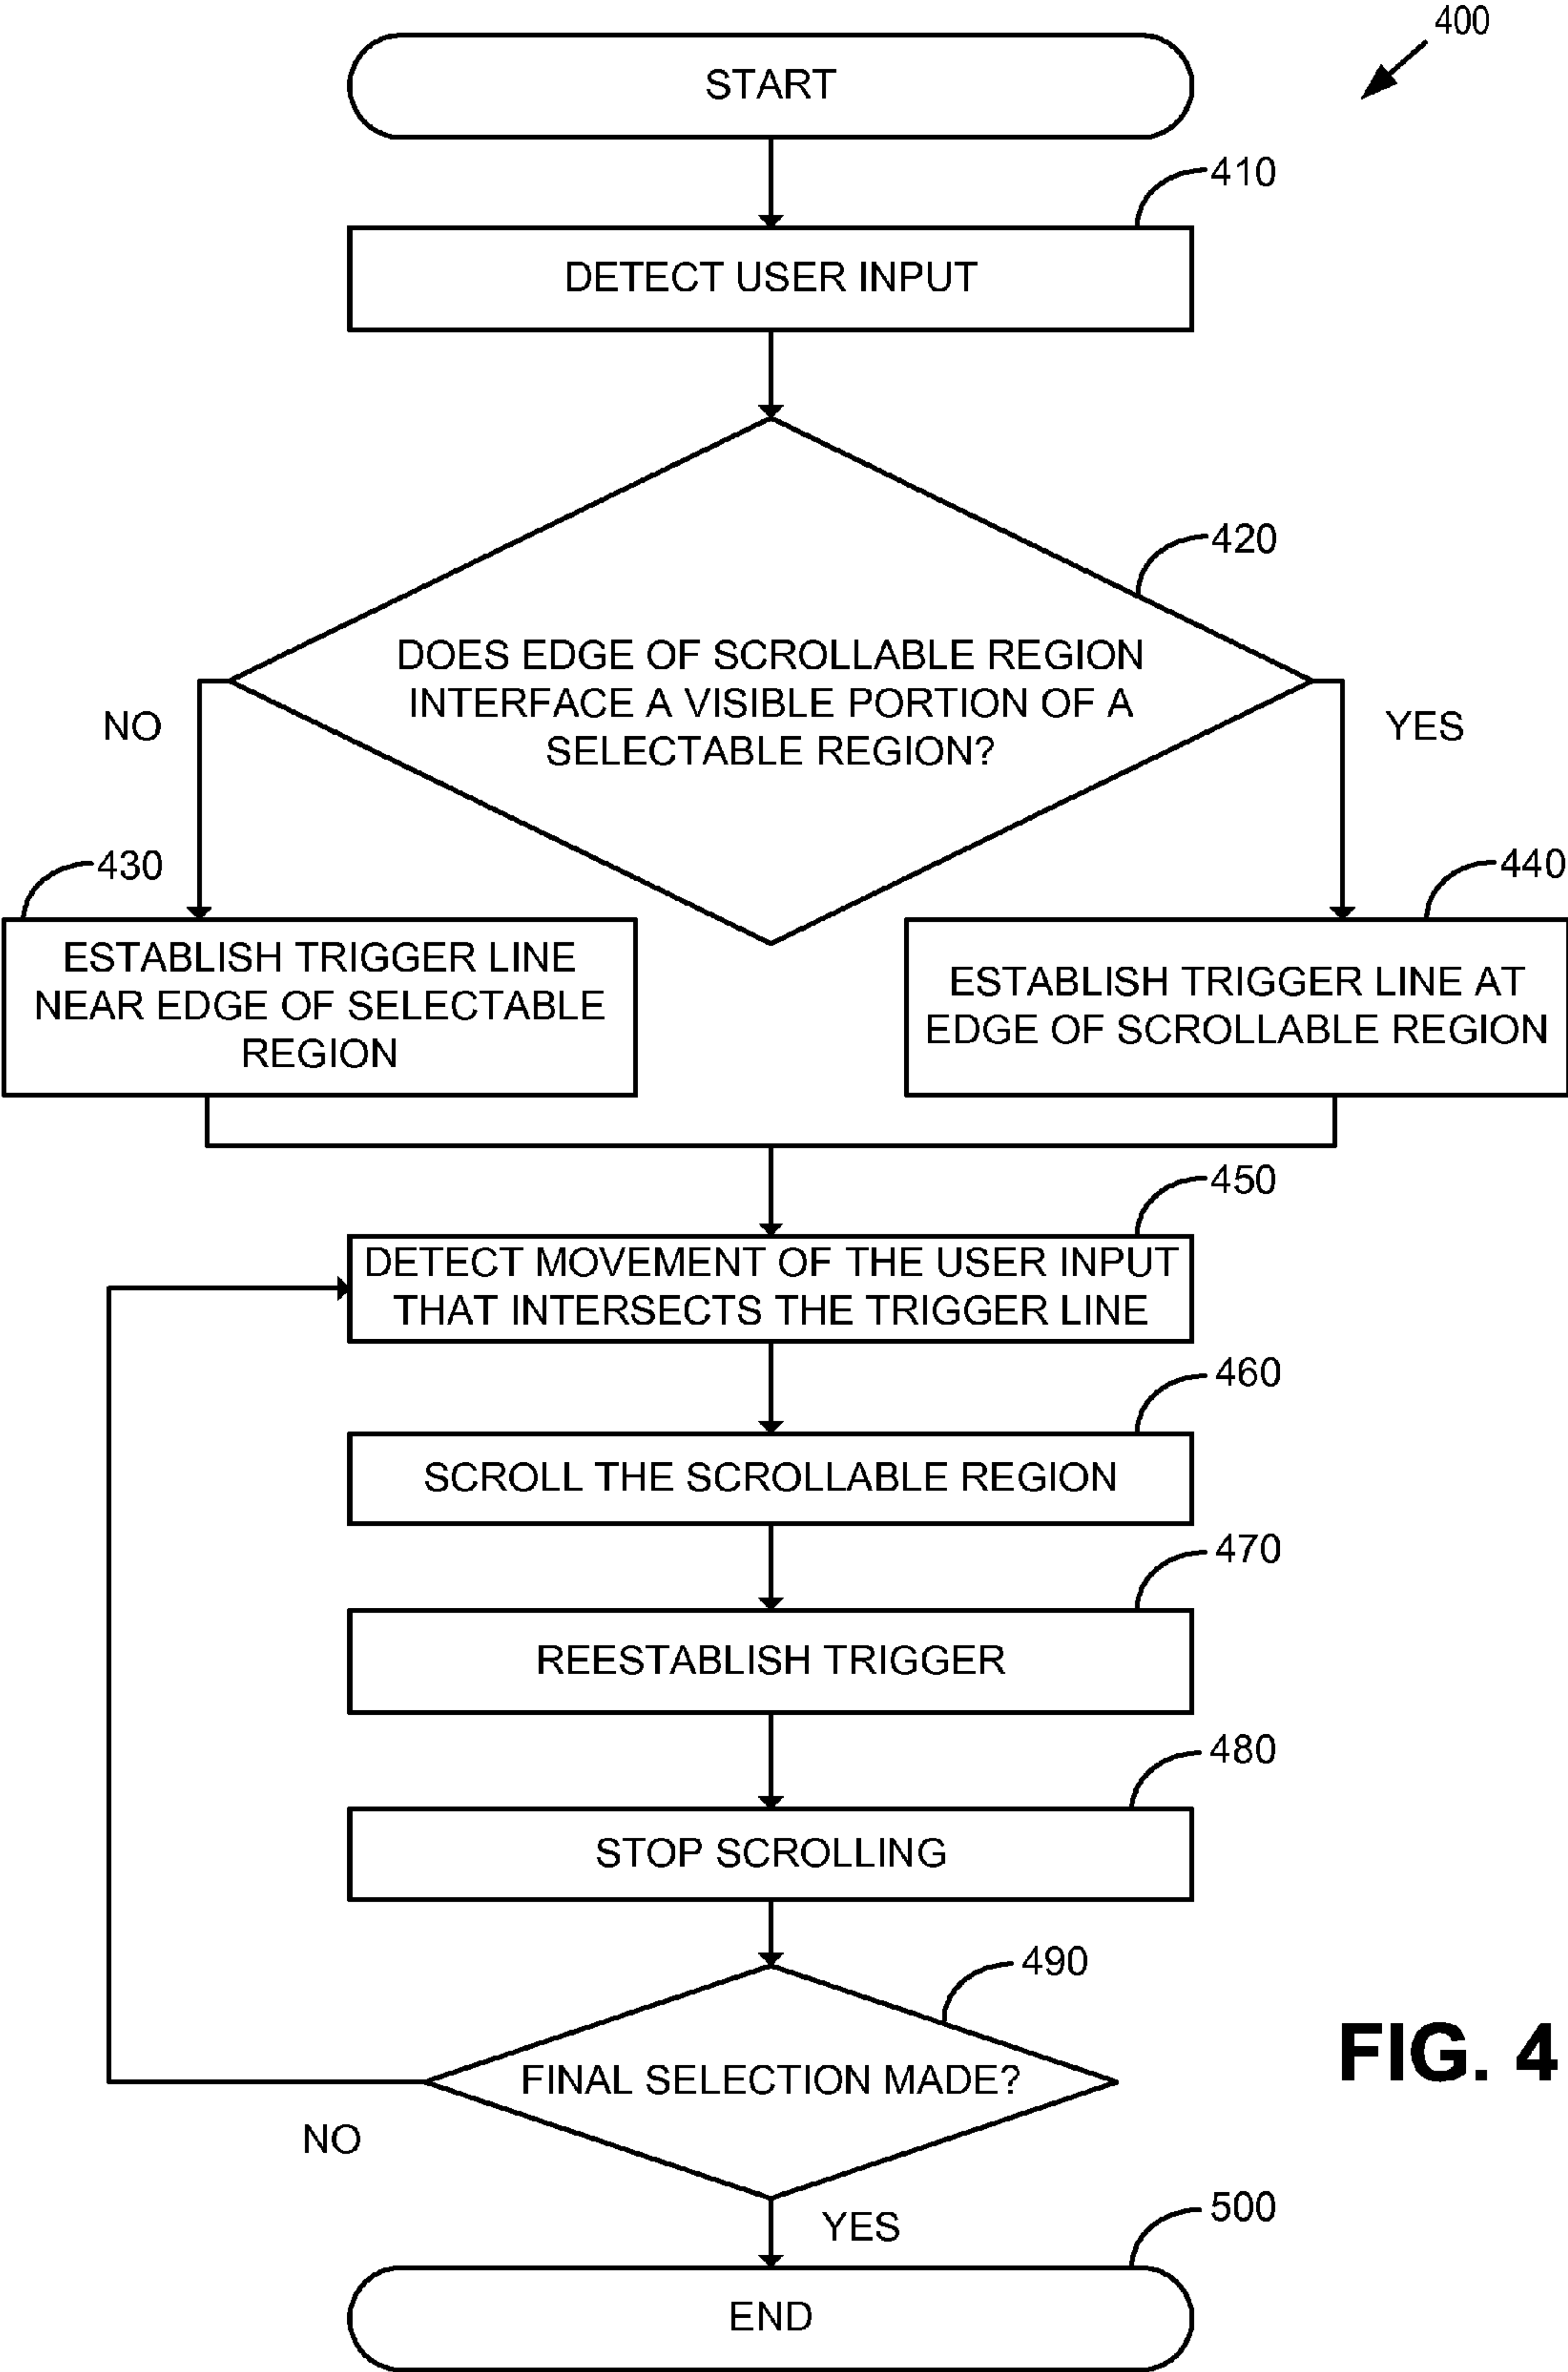 400
START
410
DETECT USER INPUT
420
DOES EDGE OF SCROLLABLE REGION
INTERFACE A VISIBLE PORTION OF A
SELECTABLE REGION?
NO
YES
430
440
ESTABLISH TRIGGER LINE
NEAR EDGE OF SELECTABLE
REGION
ESTABLISH TRIGGER LINE AT
EDGE OF SCROLLABLE REGION
450
DETECT MOVEMENT OF THE USER INPUT
THAT INTERSECTS THE TRIGGER LINE
460
SCROLL THE SCROLLABLE REGION
470
REESTABLISH TRIGGER
480
STOP SCROLLING
490
FINAL SELECTION MADE?
NO
YES
500
END
FIG. 4